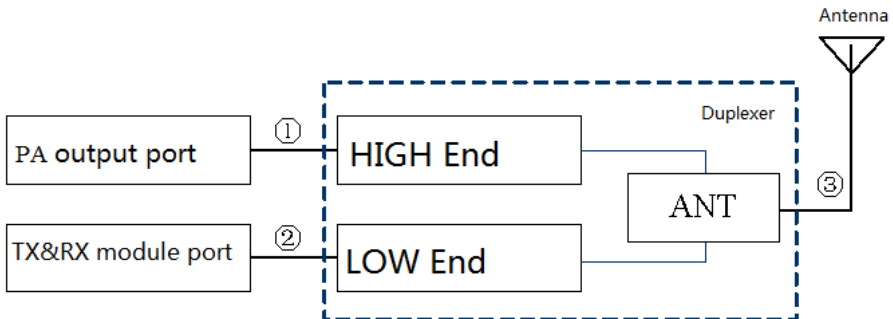 Antenna
Duplexer
PA output port
①
HIGH End
ANT
③
TX&RX module port
②
LOW End